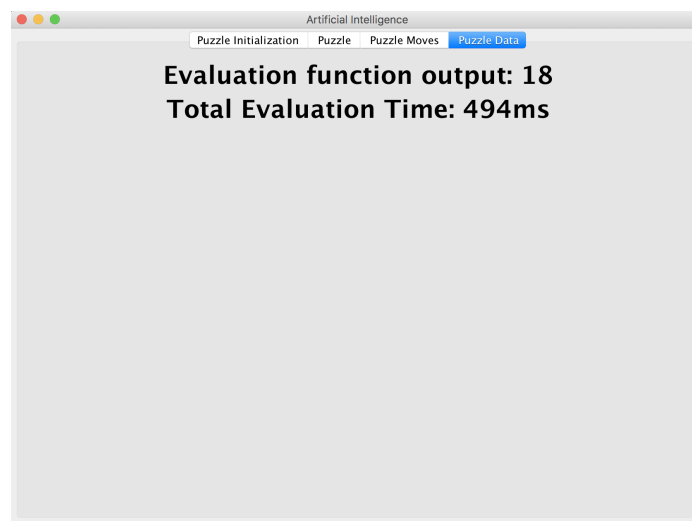 Artificial Intelligence
Puzzle Initialization Puzzle Puzzle Moves Puzzle Data
Evaluation function output: 18
Total Evaluation Time: 494ms